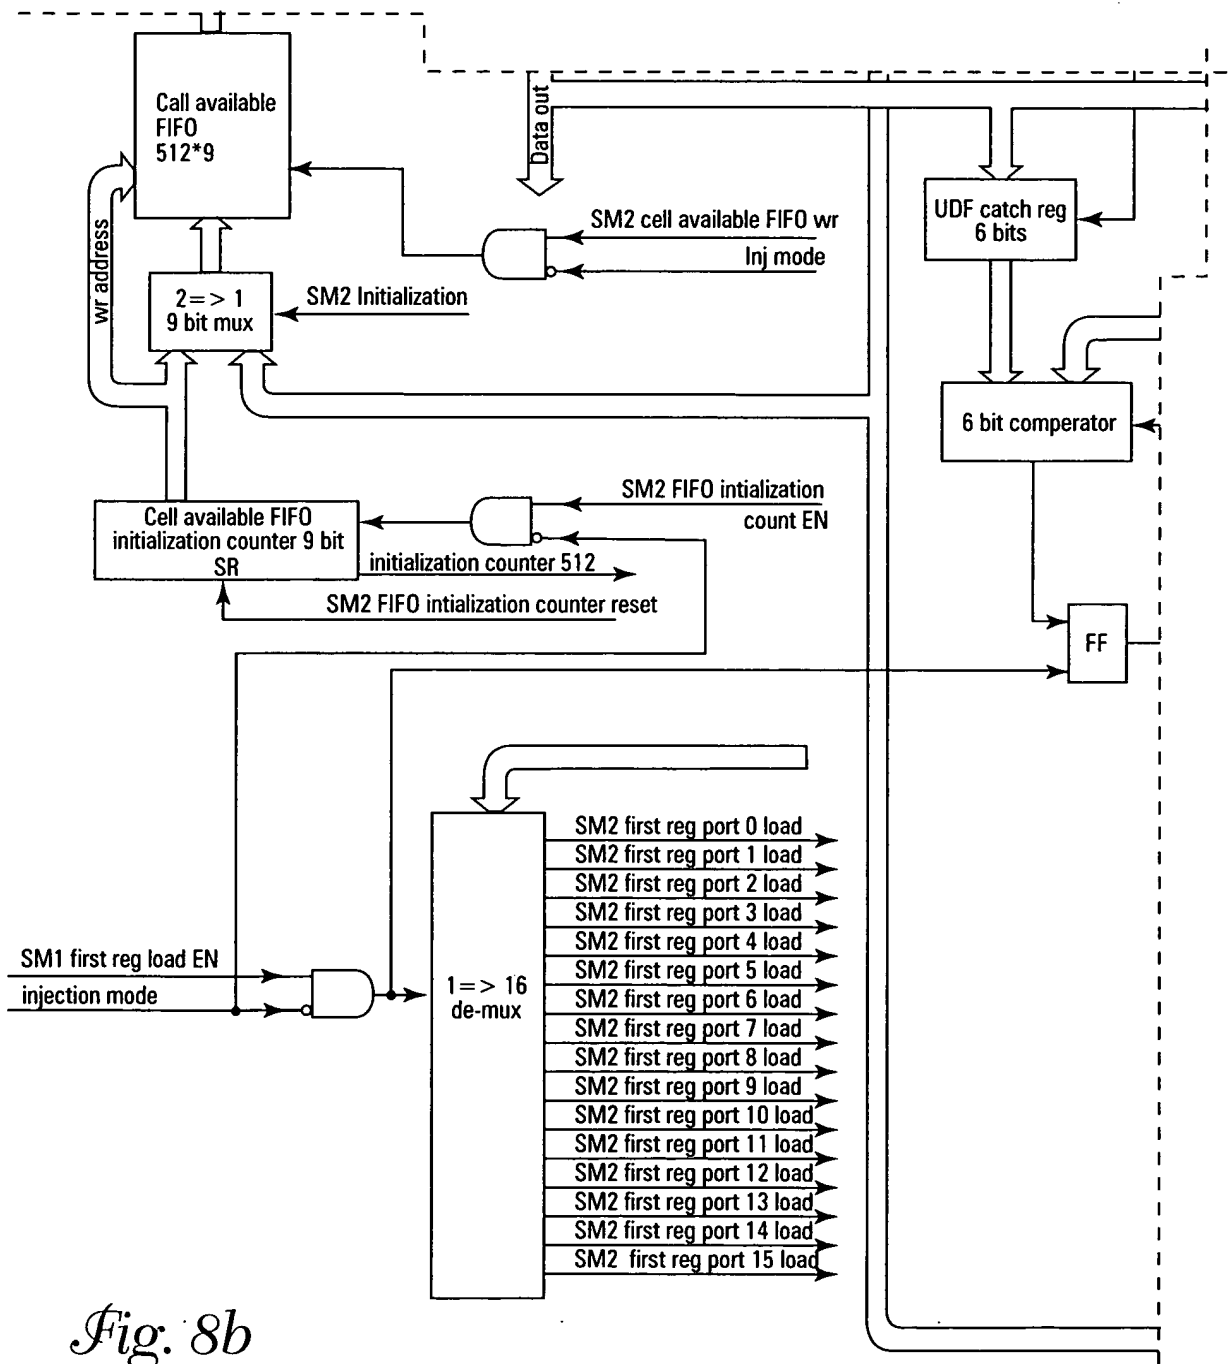 Call available
FIFO
512*9
Data out
wr address
SM2 cell available FIFO wr
Inj mode
UDF catch reg
6 bits
2=> 1
9 bit mux
SM2 Initialization
6 bit comperator
SM2 FIFO intialization
count EN
Cell available FIFO
initialization counter 9 bit
SR
initialization counter 512
SM2 FIFO intialization counter reset
FF
SM2 first reg port 0 load
SM2 first reg port 1 load
SM2 first reg port 2 load
SM2 first reg port 3 load
SM2 first reg port 4 load
SM2 first reg port 5 load
SM2 first reg port 6 load
SM2 first reg port 7 load
SM2 first reg port 8 load
SM2 first reg port 9 load
SM2 first reg port 10 load
SM2 first reg port 11 load
SM2 first reg port 12 load
SM2 first reg port 13 load
SM2 first reg port 14 load
SM2 first reg port 15 load
SM1 first reg load EN
injection mode
1=> 16
de-mux
Fig. 8b